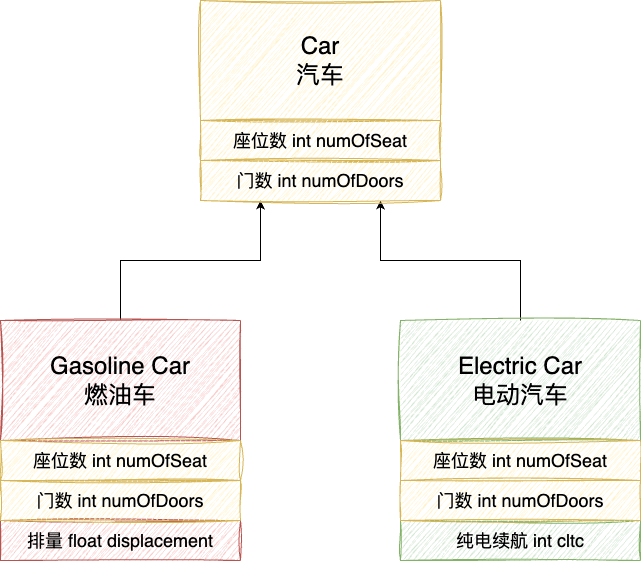 Car
汽车
座位数 int numOfSeat
门数 int numOfDoors
Gasoline Car
燃油车
座位数 int numOfSeat
门数 int numOfDoors
排量 float displacement
Electric Car
电动汽车
座位数 int numOfSeat
门数 int numOfDoors
纯电续航 int cltc